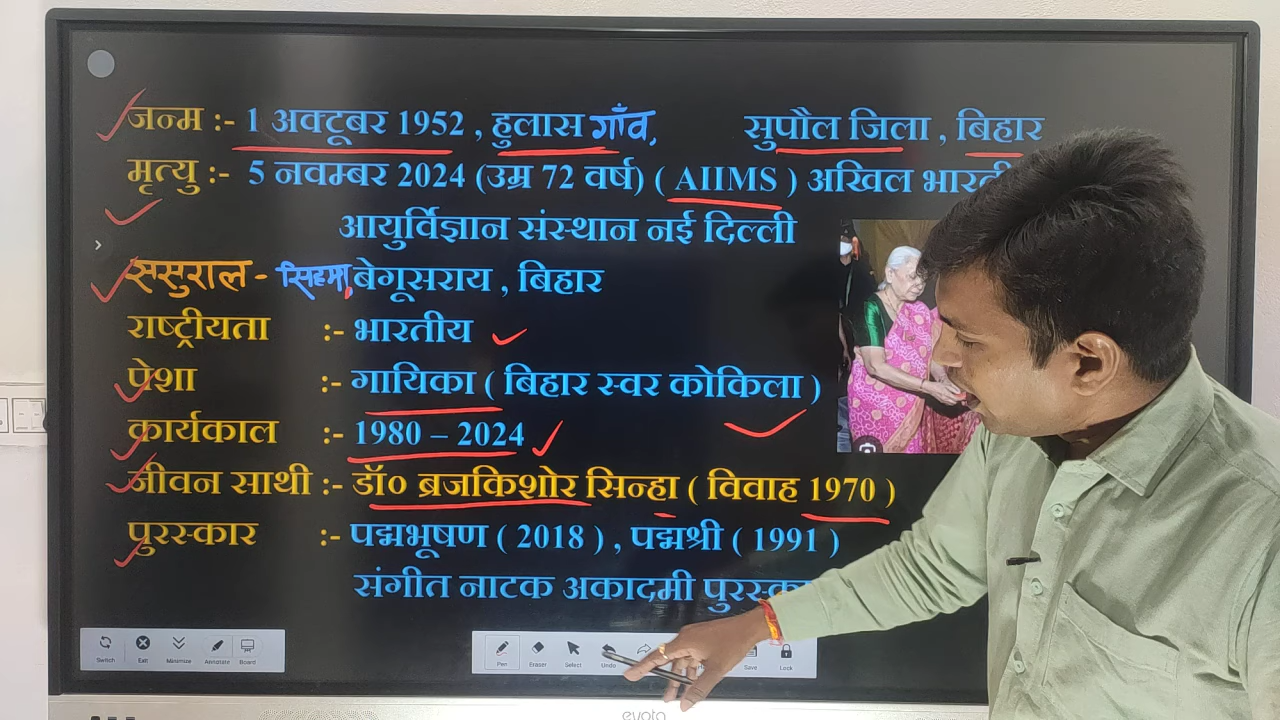 जन्म :- 1 अक्टूबर 1952 , हुलास गाँव, सुपौल जिला , बिहार
मृत्यु :- 5 नवम्बर 2024 (उम्र 72 वर्ष) ( AIIMS ) अखिल
आयुर्विज्ञान संस्थान नई दिल्ली
ससुराल - सिहमा, बेगूसराय , बिहार
राष्ट्रीयता :- भारतीय
पेशा :- गायिका ( बिहार स्वर कोकिला )
कार्यकाल :- 1980 – 2024
जीवन साथी :- डॉ० ब्रजकिशोर सिन्हा ( विवाह 1970 )
पुरस्कार :- पद्मभूषण ( 2018 ) , पद्मश्री ( 1991 )
संगीत नाटक अकादमी
Switch Exit Minimize Annotate Board
Pen Eraser Select Undo Save Lock
evota